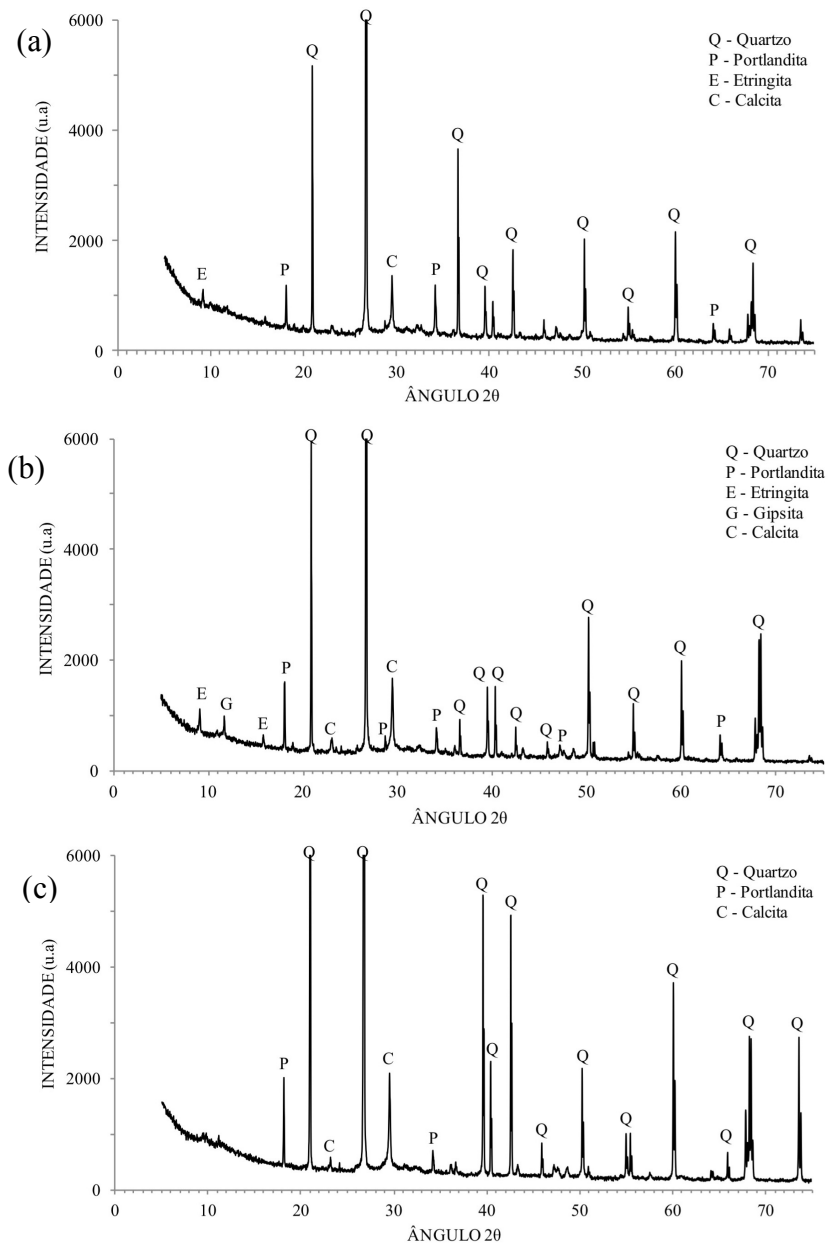 (a)
INTENSIDADE (u.a)
6000
4000
2000
0
Q - Quartzo
P - Portlandita
E - Etringita
C - Calcita
E
P
Q
Q
C
P
Q
Q
Q
Q
Q
Q
P
Q
0 10 20 30 40 50 60 70
ÂNGULO 2θ
(b)
INTENSIDADE (u.a)
6000
4000
2000
0
Q - Quartzo
P - Portlandita
E - Etringita
G - Gipsita
C - Calcita
E
G
E
P
Q
C
Q
P
C
P
Q
Q
Q
Q
Q
P
Q
Q
Q
P
Q
0 10 20 30 40 50 60 70
ÂNGULO 2θ
(c)
INTENSIDADE (u.a)
6000
4000
2000
0
Q - Quartzo
P - Portlandita
C - Calcita
P
Q
C
Q
C
P
Q
Q
Q
Q
Q
Q
Q
Q
Q
Q
0 10 20 30 40 50 60 70
ÂNGULO 2θ